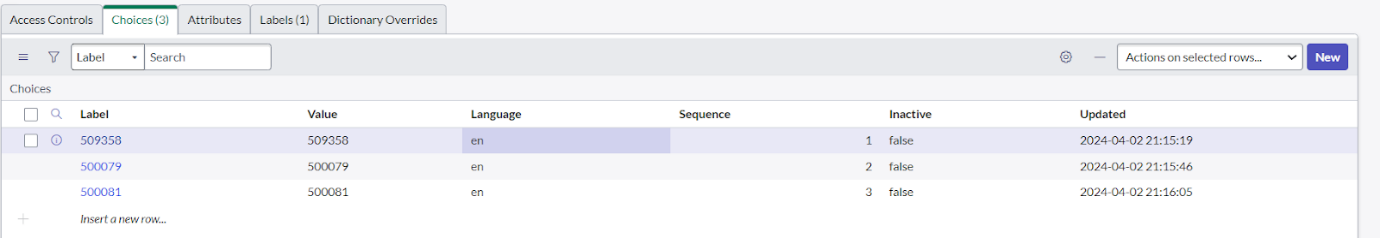 Access Controls Choices (3) Attributes Labels (1) Dictionary Overrides
Label Search Actions on selected rows... New
Choices
Label Value Language Sequence Inactive Updated
509358 509358 en 1 false 2024-04-02 21:15:19
500079 500079 en 2 false 2024-04-02 21:15:46
500081 500081 en 3 false 2024-04-02 21:16:05
Insert a new row...